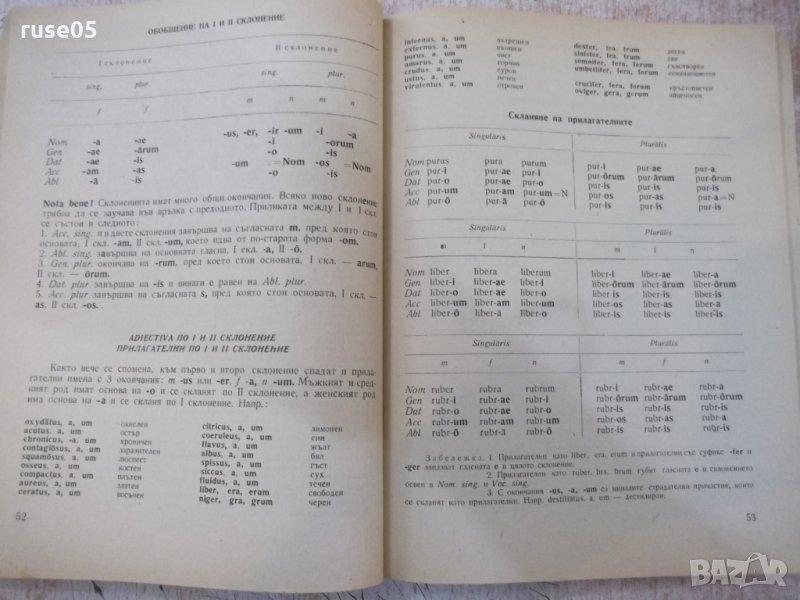 ruse05
ОБОБЩЕНИЕ НА I И II СКЛОНЕНИЕ
I склонение II склонение
sing. plur. sing. plur.
f f m n m n
Nom -a -ae -us, -er, -ir -um -i -a
Gen -ae -ārum -i -ōrum
Dat -ae -is -o -is
Acc -am -as -um =Nom -os =Nom
Abl -ā -is -o -is
Nota bene! Склоненията имат много общи окончания. Всяко ново склонение
трябва да се заучава във връзка с преходното. Приликата между I и I скл.
се състои в следното:
1. Acc. sing. и в двете склонения завършва на съгласната m, пред която стои
основата, I скл. -am, II скл. -um, което идва от по-старата форма -om.
2. Abl. sing. завършва на основната гласна, I скл. -a, II -ō.
3. Gen. plur. окончава на -rum. пред което стои основата, I скл. — arum,
II скл. — ōrum.
4. Dat. plur. завършва на -is и винаги е равен на Abl. plur.
5. Acc. plur. завършва на съгласната s, пред която стои основата, I скл. —
as. II скл. -os.
ADIECTIVA ПО I И II СКЛОНЕНИЕ
ПРИЛАГАТЕЛНИ ПО I И II СКЛОНЕНИЕ
Както вече се спомена, към първо и второ склонение спадат и прила-
гателни имена с 3 окончания: m -us или -er. f -a, n -um. Мъжкият и сред-
ният род имат основа на -o и се скланят по II склонение, а женският род
има основа на -a и се скланя по I склонение. Напр.:
oxydātus, a, um окислен
acutus. a, um остър
chronicus, -a. um хроничен
contagiōsus, a, um заразителен
squamōsus. a. um люспест
osseus. a, um костен
compactus. a, um плътен
aureus, a, um златен
ceratus, a, um восъчен
citricus, a, um лимонен
coeruleus, a, um син
flavus, a, um жълт
albus, a, um бял
spissus, a, um гъст
siccus. a, um сух
fluidus, a, um течен
liber, era, erum свободен
niger, gra, grum черен
52
internus, a, um вътрешен
externus. a, um външен
purus. a, um чист
amarus, a, um горчив
crudus. a, um суров
ustus, a, um печен
virulentus, a, um отровен
dexter, tra, trum десен
sinister, tra, trum ляв
somnifer, fera, ferum сънотворен
umbellifer, fera, ferum
crucifer, fera, ferum кръстоцветен
oviger, gera, gerum яйценосен
Скланяне на прилагателните
Singulāris Plurālis
Nom purus pura purum pur-i pur-ae pur-a
Gen pur-i pur-ae pur-i pur-ōrum pur-ārum pur-ōrum
Dat pur-o pur-ae pur-o pur-is pur-is pur-is
Acc pur-um pur-am pur-um=N pur-os pur-as pur-a=N
Abl pur-ō pur-ā pur-ō pur-is pur-is pur-is
Singulāris Plurālis
m f n m f n
Nom liber libera liberum liber-i liber-ae liber-a
Gen liber-i liber-ae liber-i liber-ōrum liber-ārum liber-ōrum
Dat liber-o liber-ae liber-o liber-is liber-is liber-is
Acc liber-um liber-am liber-um liber-os liber-as liber-a
Abl liber-ō liber-ā liber-ō liber-is liber-is liber-is
Singulāris Plurālis
m f n m f n
Nom ruber rubra rubrum rubr-i rubr-ae rubr-a
Gen rubr-i rubr-ae rubr-i rubr-ōrum rubr-ārum rubr-ōrum
Dat rubr-o rubr-ae rubr-o rubr-is rubr-is rubr-is
Acc rubr-um rubr-am rubr-um rubr-os rubr-as rubr-a
Abl rubr-ō rubr-ā rubr-ō rubr-is rubr-is rubr-is
Забележка. 1. Прилагателни като liber, era, erum и прилагателни със суфикс -fer и
-ger запазват гласната e в цялото склонение.
2. Прилагателни като ruber, bra, brum губят гласната e в склонението
освен в Nom. sing. и Voc. sing.
3. С окончания -us, -a, -um са миналите страдателни причастия, които
се скланят като прилагателни. Напр. destillātus, a, um — дестилиран.
53
BAZAR